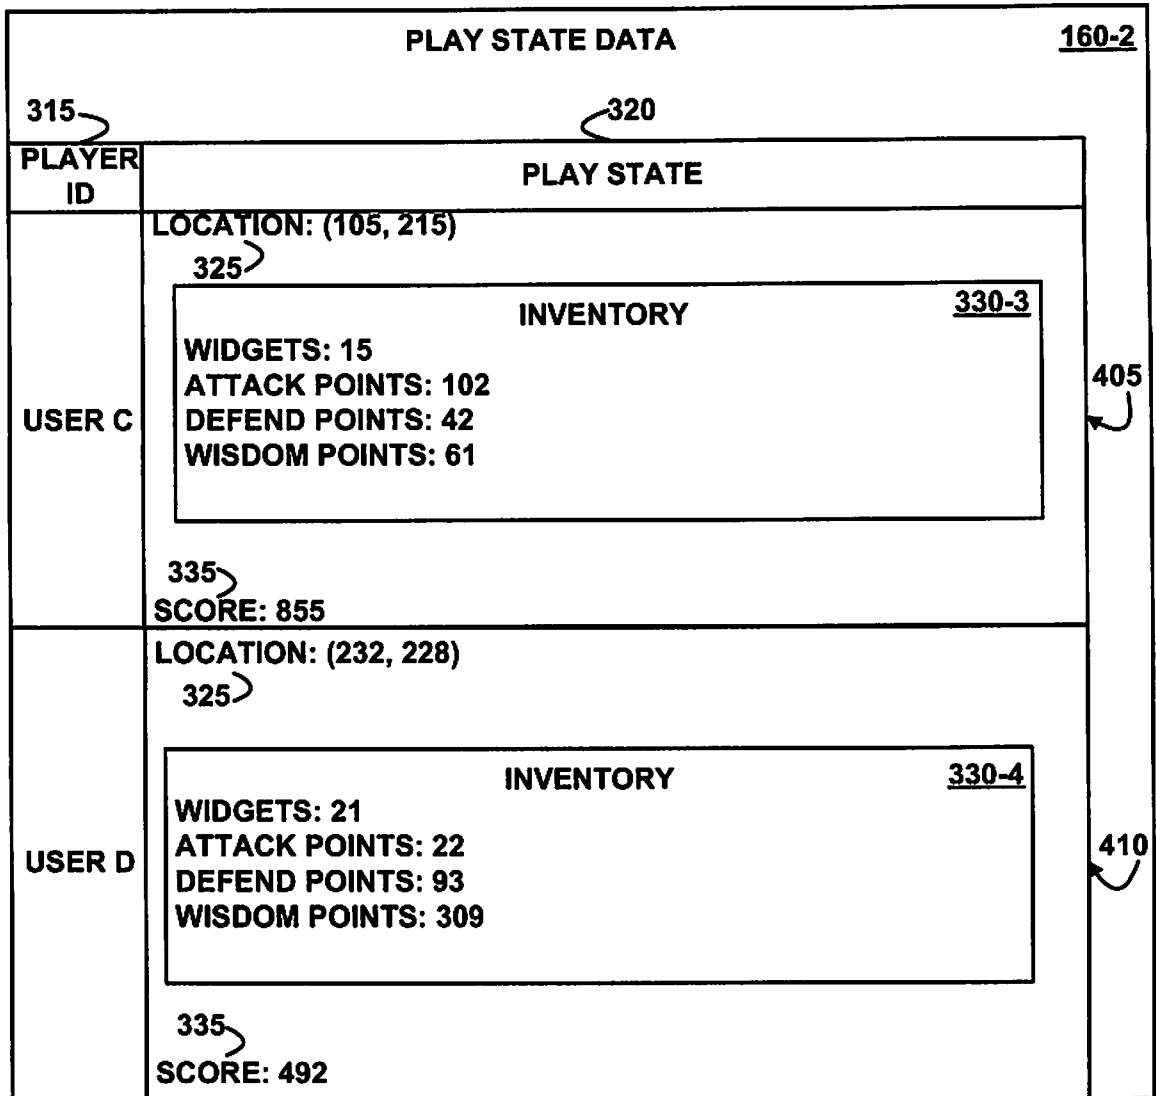 PLAY STATE DATA 160-2
315 320
PLAYER ID PLAY STATE
LOCATION: (105, 215)
325
INVENTORY 330-3
WIDGETS: 15
ATTACK POINTS: 102
DEFEND POINTS: 42
WISDOM POINTS: 61
USER C
405
335
SCORE: 855
LOCATION: (232, 228)
325
INVENTORY 330-4
WIDGETS: 21
ATTACK POINTS: 22
DEFEND POINTS: 93
WISDOM POINTS: 309
USER D
410
335
SCORE: 492